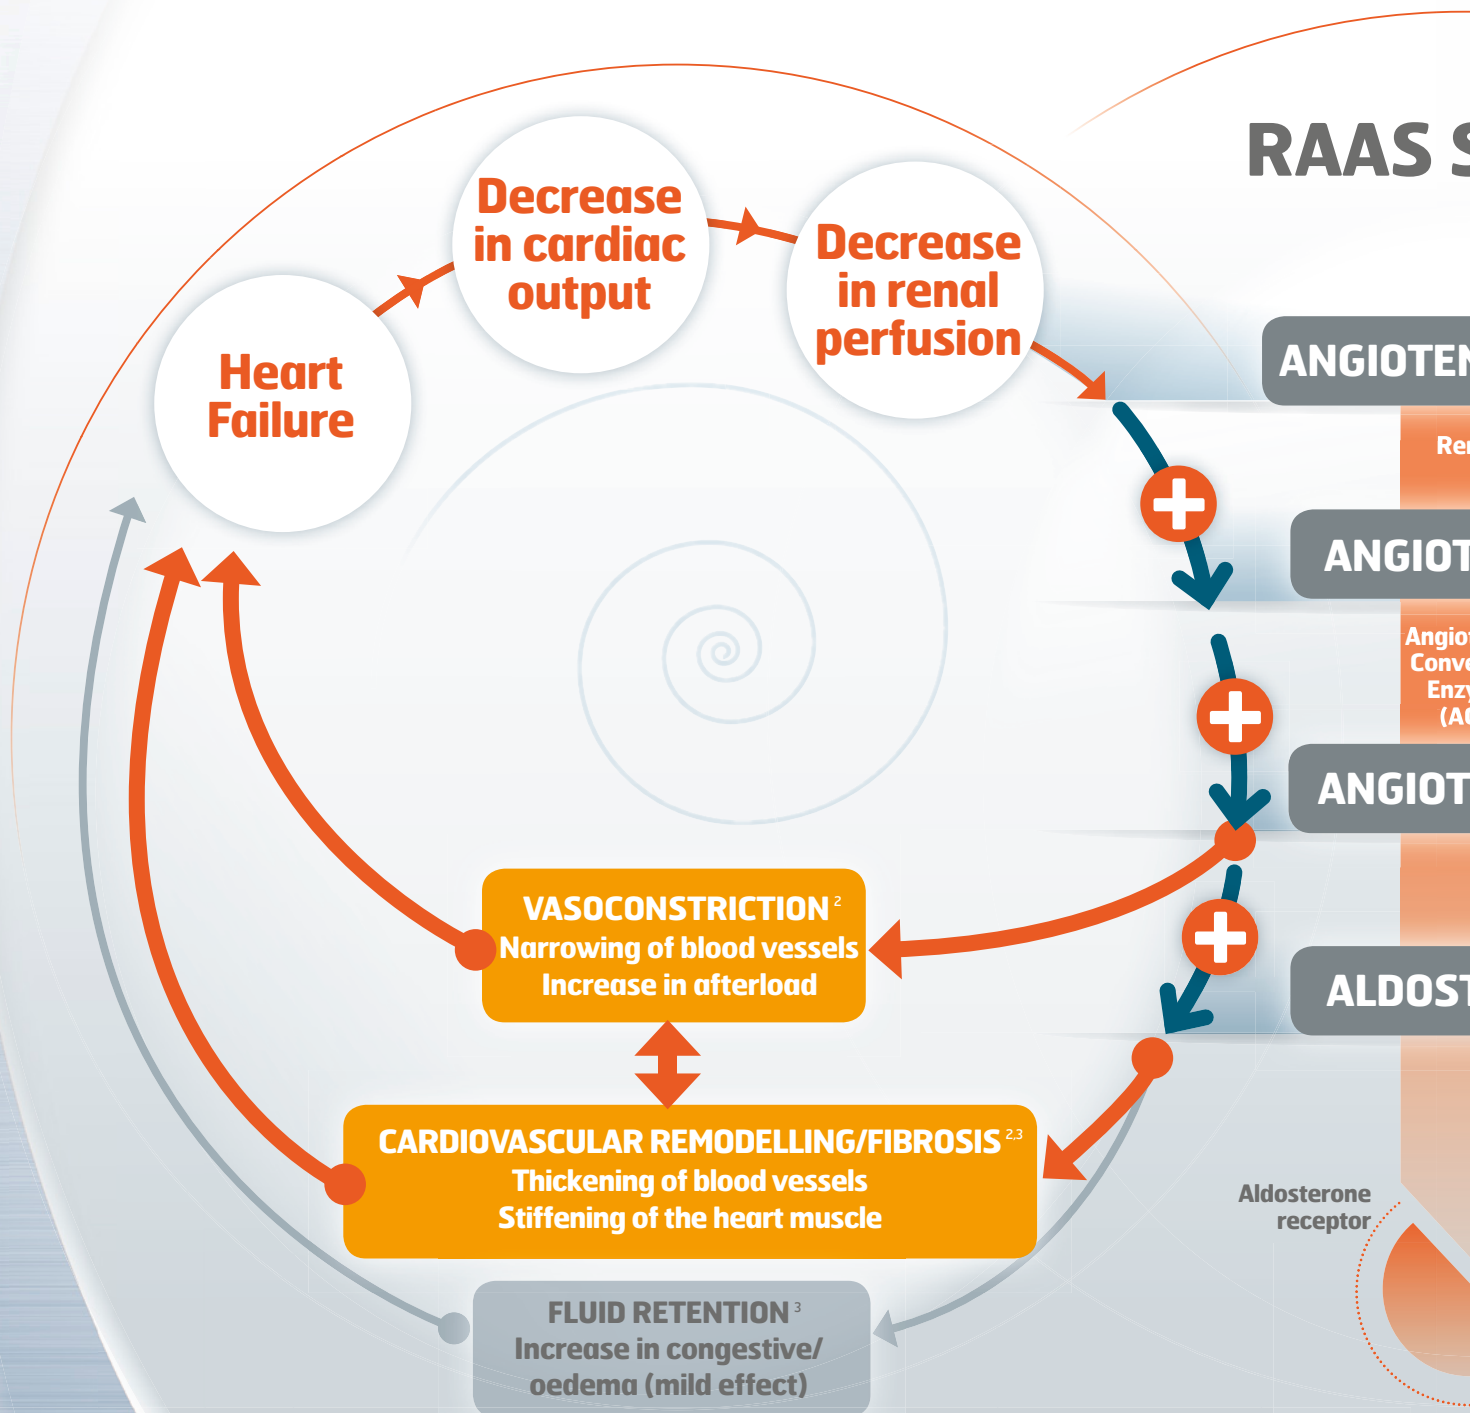 RAAS
Decrease
in cardiac
output
Decrease
in renal
perfusion
Heart
Failure
VASOCONSTRICTION 2
Narrowing of blood vessels
Increase in afterload
CARDIOVASCULAR REMODELLING/FIBROSIS 2,3
Thickening of blood vessels
Stiffening of the heart muscle
FLUID RETENTION 3
Increase in congestive/
oedema (mild effect)
Aldosterone
receptor